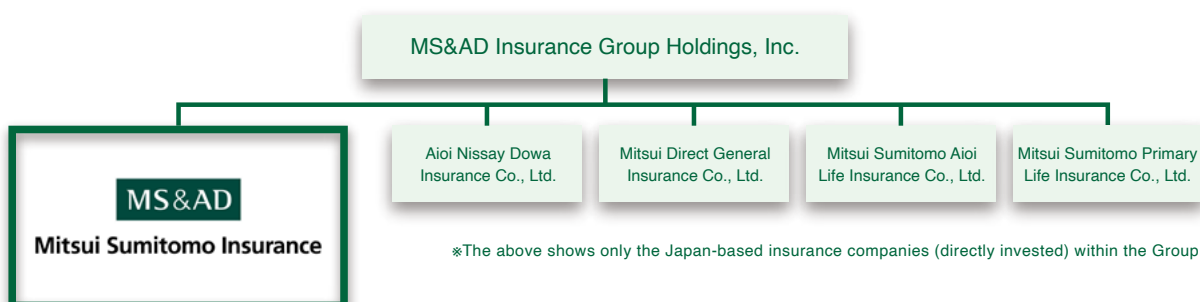 MS&AD Insurance Group Holdings, Inc.
MS&AD
Mitsui Sumitomo Insurance
Aioi Nissay Dowa
Insurance Co., Ltd.
Mitsui Direct General
Insurance Co., Ltd.
Mitsui Sumitomo Aioi
Life Insurance Co., Ltd.
Mitsui Sumitomo Primary
Life Insurance Co., Ltd.
※The above shows only the Japan-based insurance companies (directly invested) within the Group